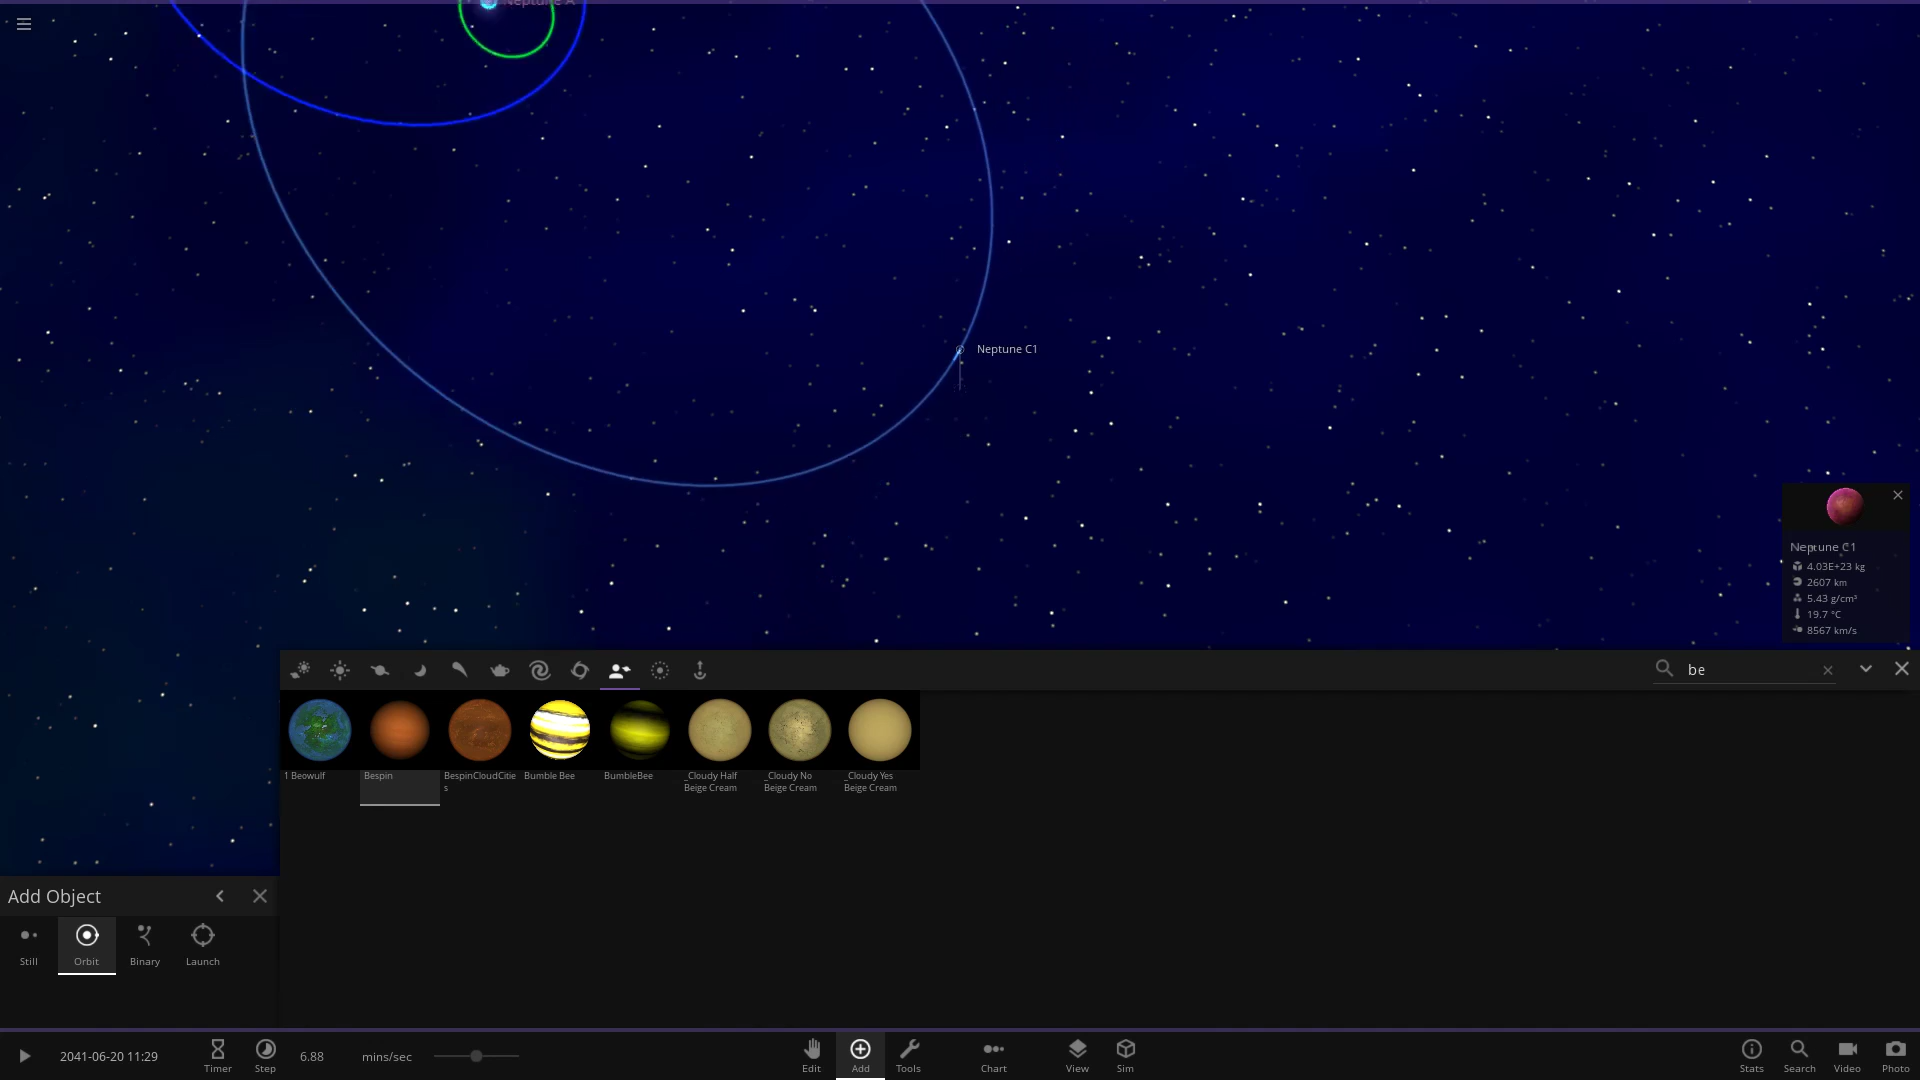 Neptune A
Neptune C1
Neptune C1
4.03E+23 kg
2607 km
5.43 g/cm³
19.7 °C
8567 km/s
be
1 Beowulf
Bespin
BespinCloudCitie
s
Bumble Bee
BumbleBee
_Cloudy Half
Beige Cream
_Cloudy No
Beige Cream
_Cloudy Yes
Beige Cream
Add Object
Still
Orbit
Binary
Launch
2041-06-20 11:29
Timer
Step
6.88
mins/sec
Edit
Add
Tools
Chart
View
Sim
Stats
Search
Video
Photo